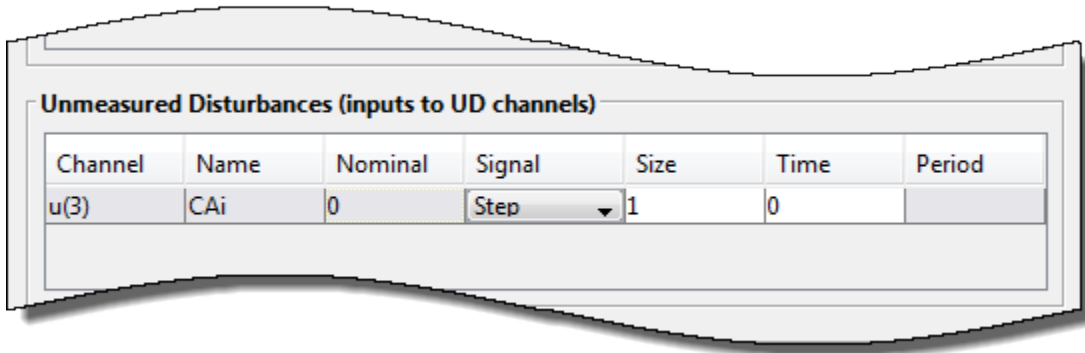 Unmeasured Disturbances (inputs to UD channels)
Channel Name Nominal Signal Size Time Period
u(3) CAi 0 Step 1 0